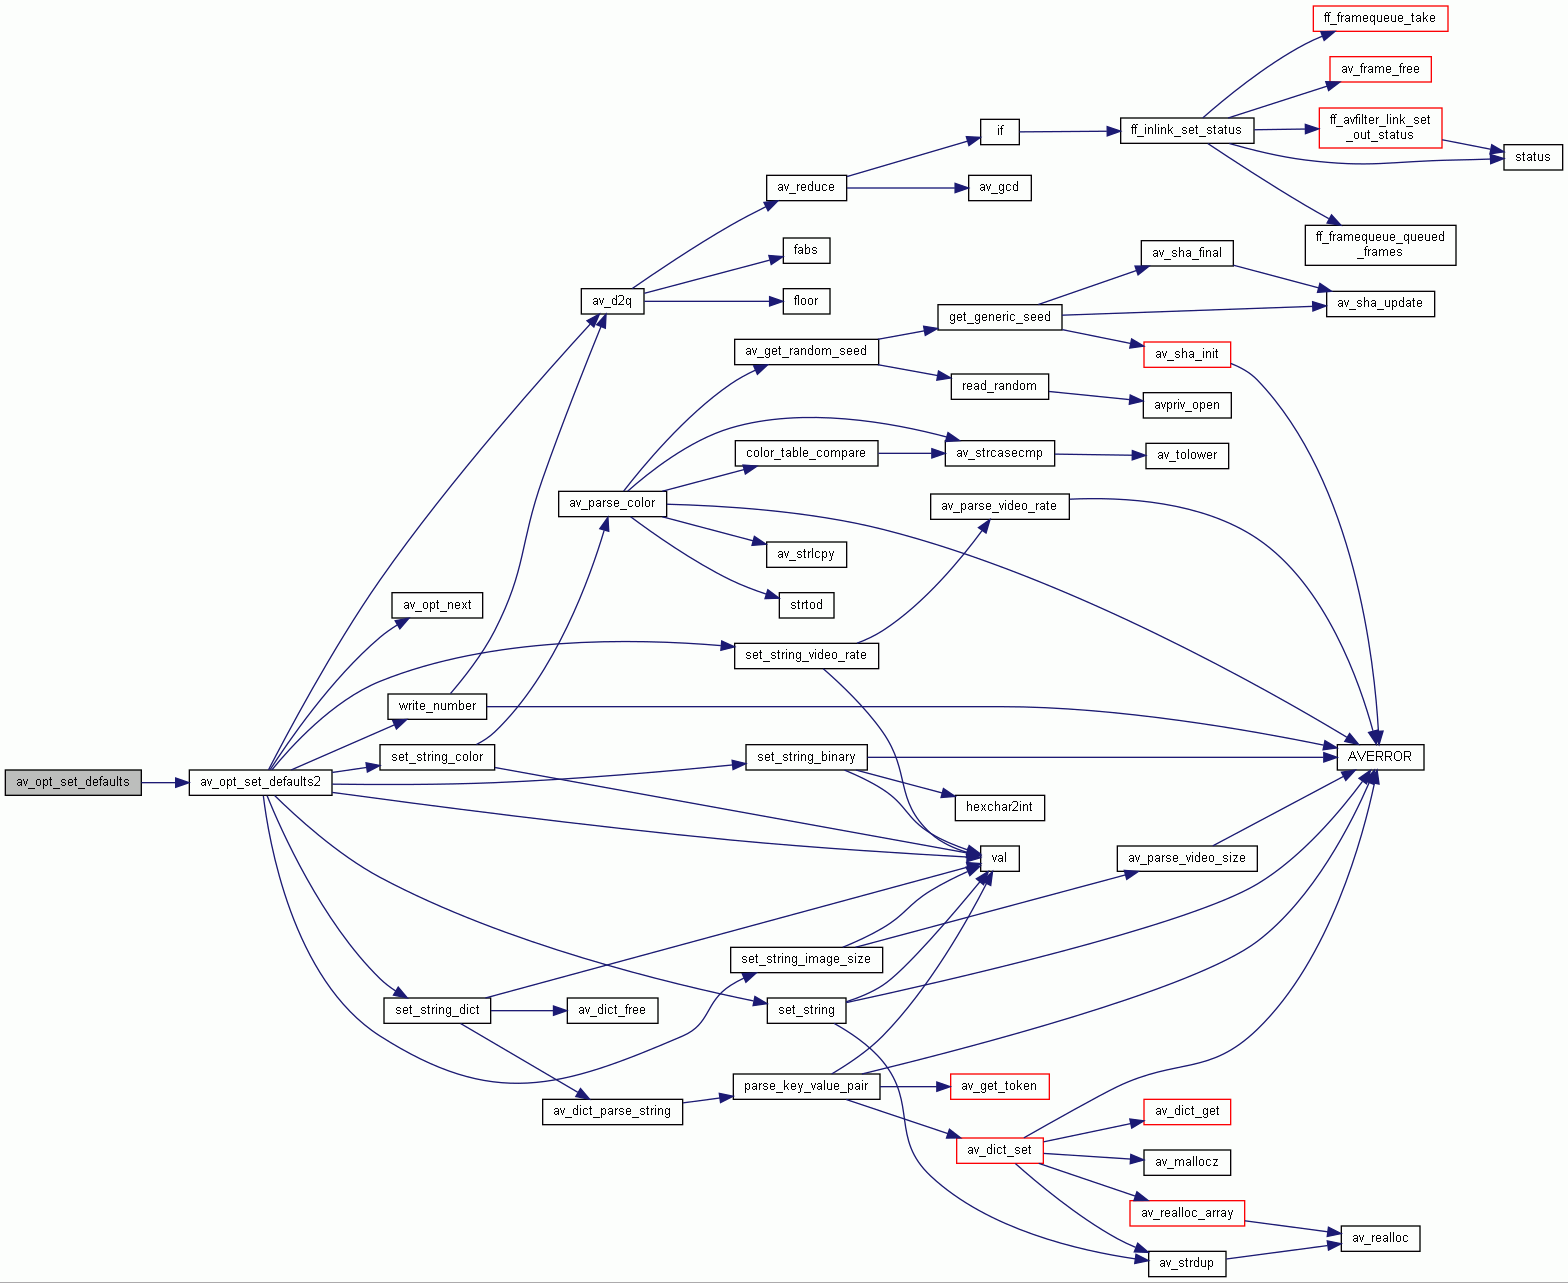 ff_framequeue_take
av_frame_free
ff_avfilter_link_set
_out_status
if
ff_inlink_set_status
status
av_reduce
av_gcd
ff_framequeue_queued
_frames
fabs
av_sha_final
av_d2q
floor
av_sha_update
get_generic_seed
av_get_random_seed
av_sha_init
read_random
avpriv_open
color_table_compare
av_strcasecmp
av_tolower
av_parse_color
av_parse_video_rate
av_strlcpy
av_opt_next
strtod
set_string_video_rate
write_number
set_string_color
set_string_binary
AVERROR
av_opt_set_defaults
av_opt_set_defaults2
hexchar2int
val
av_parse_video_size
set_string_image_size
set_string_dict
av_dict_free
set_string
parse_key_value_pair
av_get_token
av_dict_parse_string
av_dict_get
av_dict_set
av_mallocz
av_realloc_array
av_realloc
av_strdup